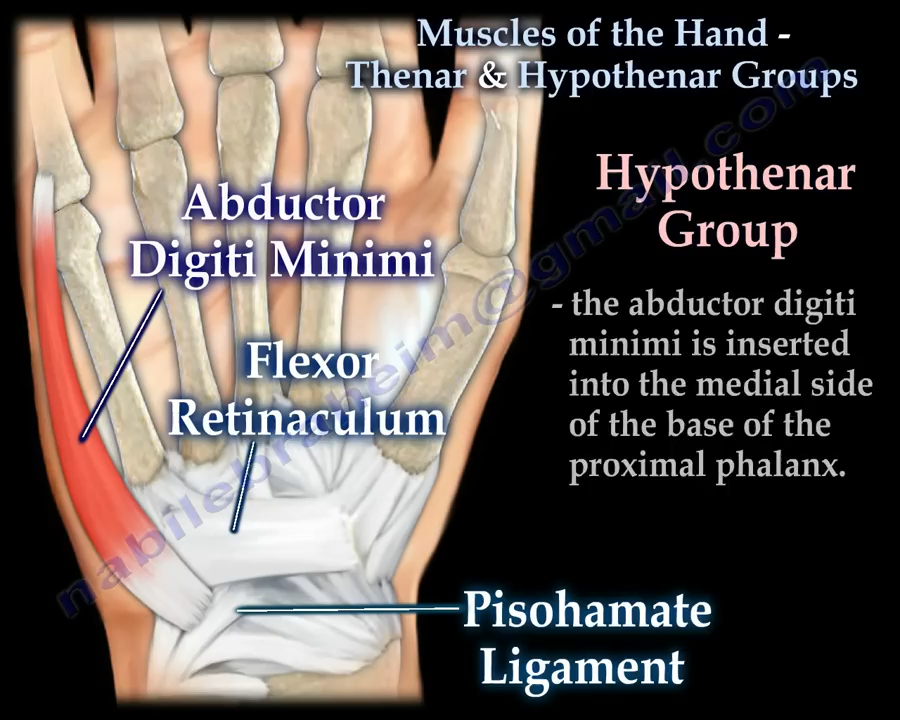 Muscles of the Hand -
Thenar & Hypothenar Groups
Hypothenar
Group
- the abductor digiti
minimi is inserted
into the medial side
of the base of the
proximal phalanx.
Abductor
Digiti Minimi
Flexor
Retinaculum
Pisohamate
Ligament
nabilebraheim@gmail.com